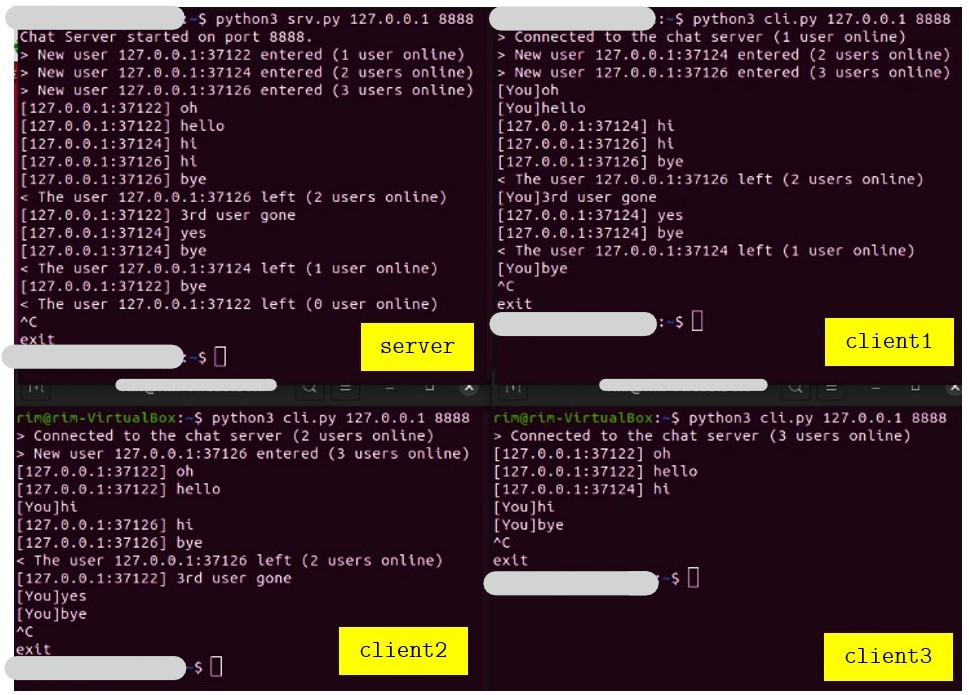 :~$ python3 srv.py 127.0.0.1 8888
Chat Server started on port 8888.
> New user 127.0.0.1:37122 entered (1 user online)
> New user 127.0.0.1:37124 entered (2 users online)
> New user 127.0.0.1:37126 entered (3 users online)
[127.0.0.1:37122] oh
[127.0.0.1:37122] hello
[127.0.0.1:37124] hi
[127.0.0.1:37126] hi
[127.0.0.1:37126] bye
< The user 127.0.0.1:37126 left (2 users online)
[127.0.0.1:37122] 3rd user gone
[127.0.0.1:37124] yes
[127.0.0.1:37124] bye
< The user 127.0.0.1:37124 left (1 user online)
[127.0.0.1:37122] bye
< The user 127.0.0.1:37122 left (0 user online)
^C
exit
:~$
server
:~$ python3 cli.py 127.0.0.1 8888
> Connected to the chat server (1 user online)
> New user 127.0.0.1:37124 entered (2 users online)
> New user 127.0.0.1:37126 entered (3 users online)
[You]oh
[You]hello
[127.0.0.1:37124] hi
[127.0.0.1:37126] hi
[127.0.0.1:37126] bye
< The user 127.0.0.1:37126 left (2 users online)
[You]3rd user gone
[127.0.0.1:37124] yes
[127.0.0.1:37124] bye
< The user 127.0.0.1:37124 left (1 user online)
[You]bye
^C
exit
:~$
client1
rim@rim-VirtualBox:~$ python3 cli.py 127.0.0.1 8888
> Connected to the chat server (2 users online)
> New user 127.0.0.1:37126 entered (3 users online)
[127.0.0.1:37122] oh
[127.0.0.1:37122] hello
[You]hi
[127.0.0.1:37126] hi
[127.0.0.1:37126] bye
< The user 127.0.0.1:37126 left (2 users online)
[127.0.0.1:37122] 3rd user gone
[You]yes
[You]bye
^C
exit
$
client2
rim@rim-VirtualBox:~$ python3 cli.py 127.0.0.1 8888
> Connected to the chat server (3 users online)
[127.0.0.1:37122] oh
[127.0.0.1:37122] hello
[127.0.0.1:37124] hi
[You]hi
[You]bye
^C
exit
:~$
client3